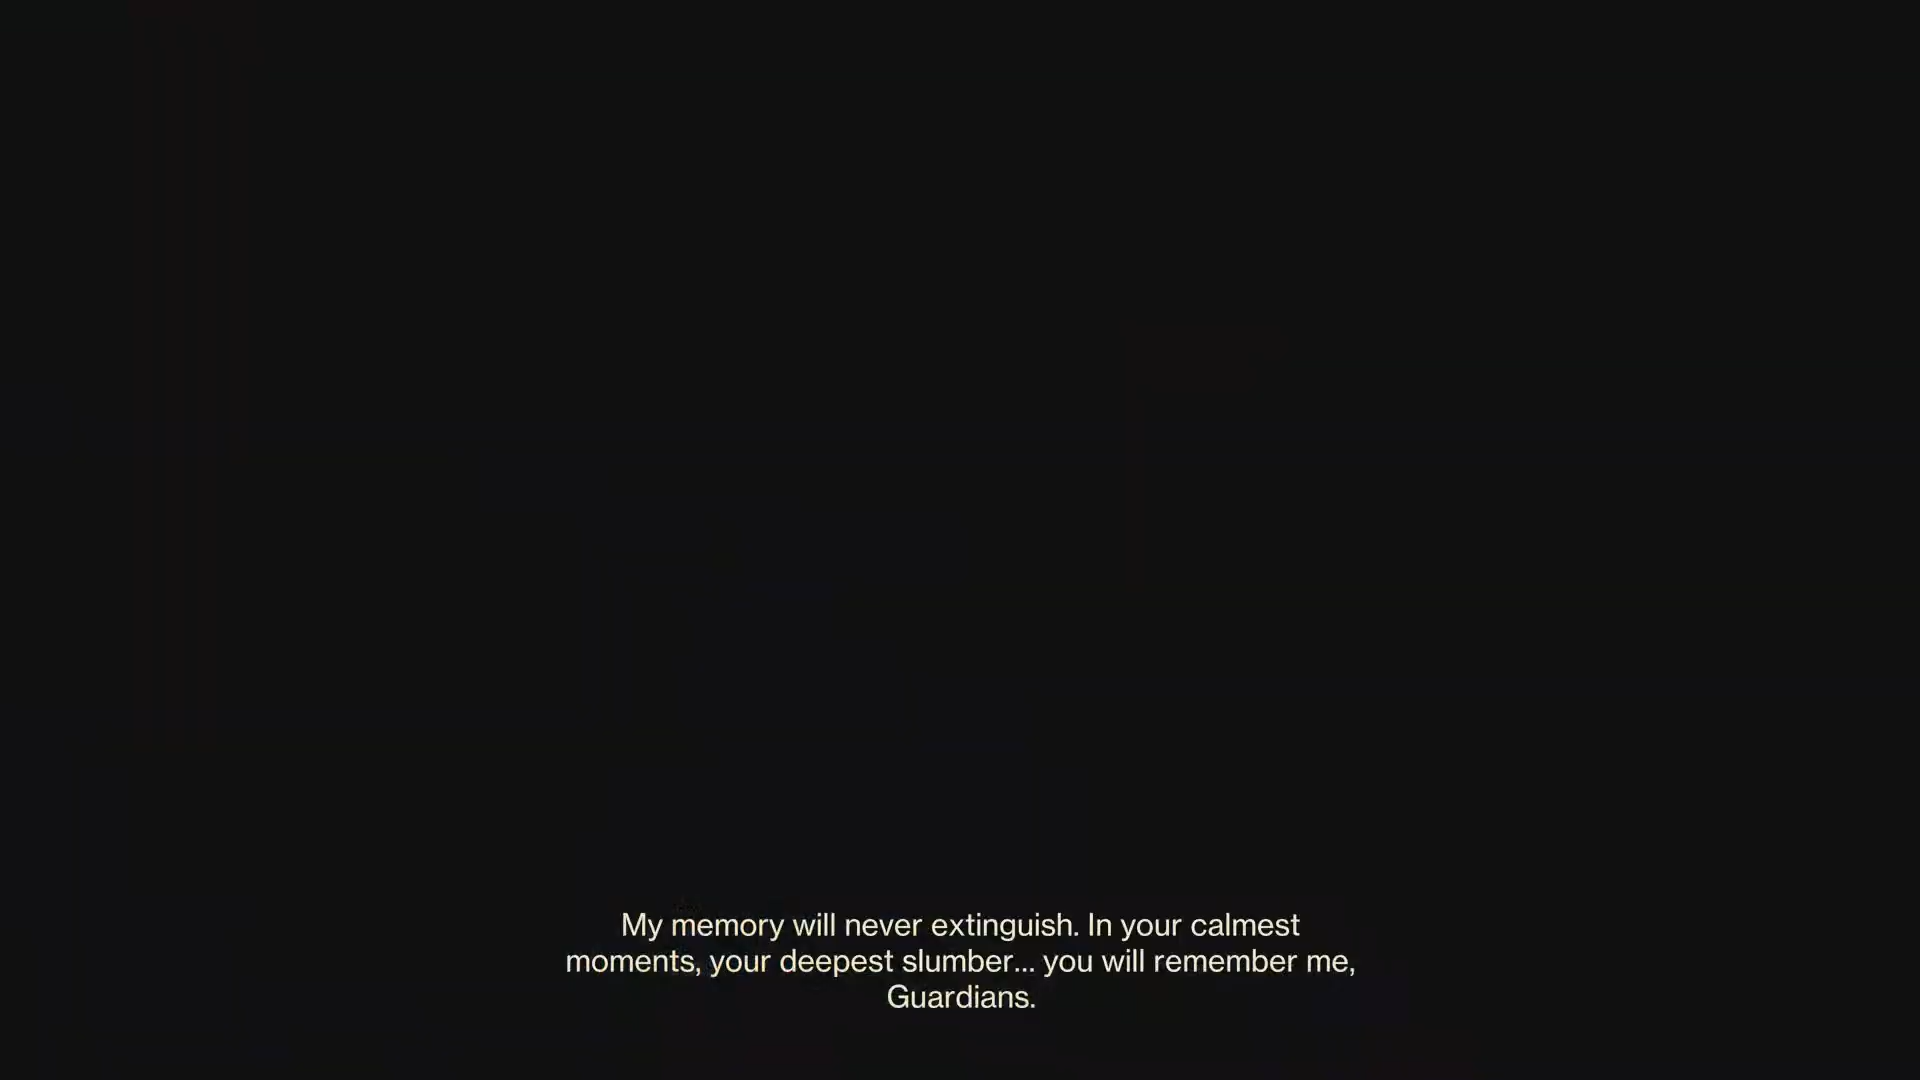 My memory will never extinguish. In your calmest
moments, your deepest slumber... you will remember me,
Guardians.